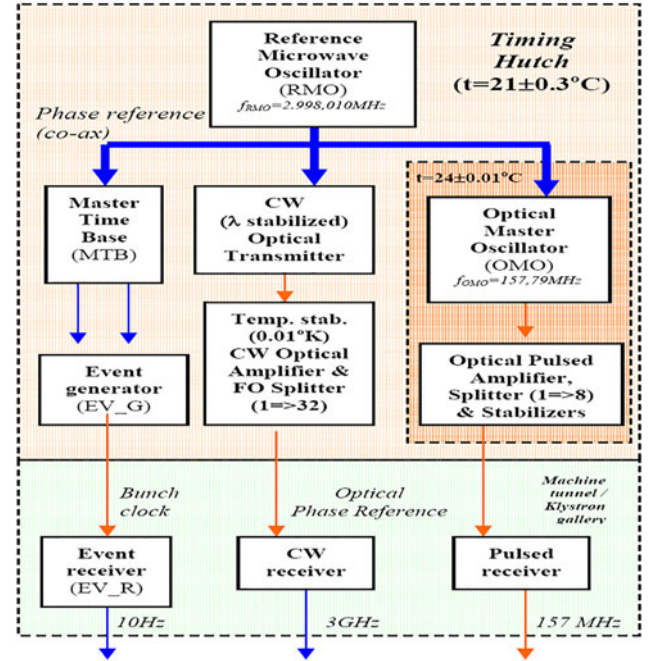 Reference
Microwave
Oscillator
(RMO)
fRMO=2.998,010MHz
Timing
Hutch
(t=21±0.3°C)
Phase reference
(co-ax)
Master
Time
Base
(MTB)
CW
(λ stabilized)
Optical
Transmitter
t=24±0.01°C
Optical
Master
Oscillator
(OMO)
fOMO=157,79MHz
Event
generator
(EV_G)
Temp. stab.
(0.01°K)
CW Optical
Amplifier &
FO Splitter
(1=>32)
Optical Pulsed
Amplifier,
Splitter (1=>8)
& Stabilizers
Bunch
clock
Optical
Phase Reference
Machine
tunnel /
Klystron
gallery
Event
receiver
(EV_R)
CW
receiver
Pulsed
receiver
10Hz
3GHz
157 MHz